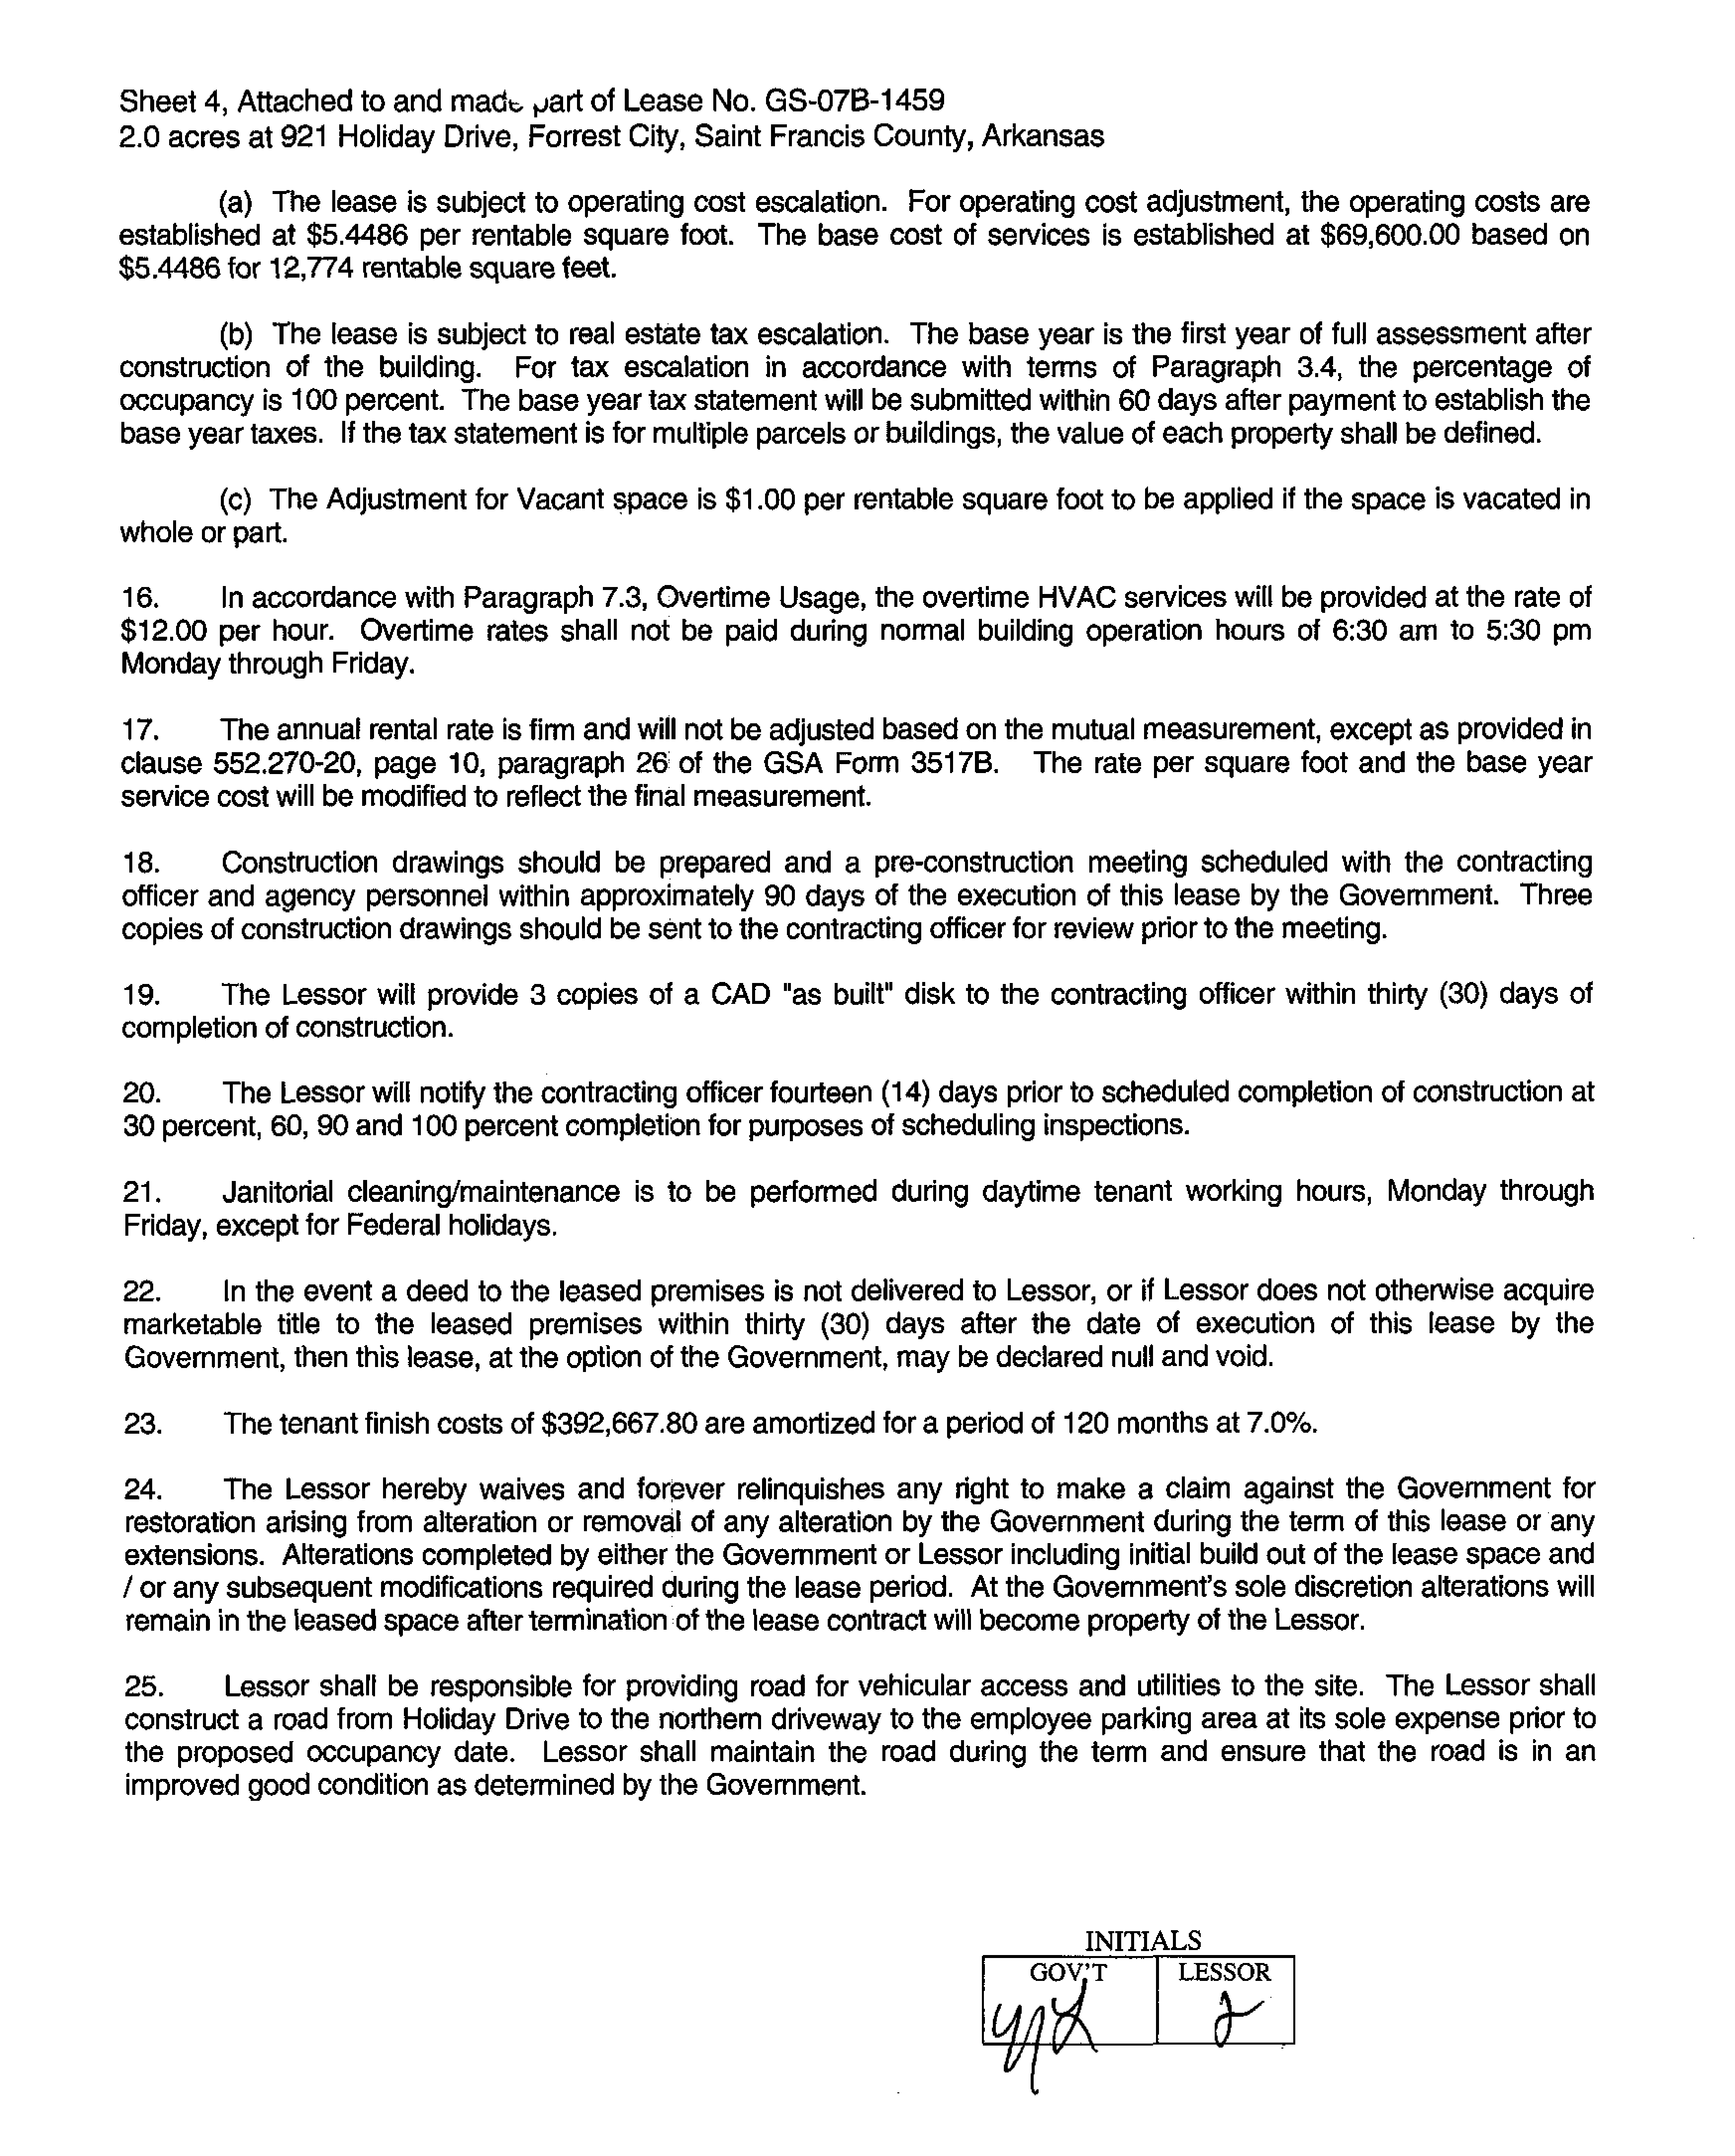 Sheet 4, Attached to and made part of Lease No. GS-07B-1459
2.0 acres at 921 Holiday Drive, Forrest City, Saint Francis County, Arkansas
(a) The lease is subject to operating cost escalation. For operating cost adjustment, the operating costs are
established at $5.4486 per rentable square foot. The base cost of services is established at $69,600.00 based on
$5.4486 for 12,774 rentable square feet.
(b) The lease is subject to real estate tax escalation. The base year is the first year of full assessment after
construction of the building. For tax escalation in accordance with terms of Paragraph 3.4, the percentage of
occupancy is 100 percent. The base year tax statement will be submitted within 60 days after payment to establish the
base year taxes. If the tax statement is for multiple parcels or buildings, the value of each property shall be defined.
(c) The Adjustment for Vacant space is $1.00 per rentable square foot to be applied if the space is vacated in
whole or part.
16. In accordance with Paragraph 7.3, Overtime Usage, the overtime HVAC services will be provided at the rate of
$12.00 per hour. Overtime rates shall not be paid during normal building operation hours of 6:30 am to 5:30 pm
Monday through Friday.
17. The annual rental rate is firm and will not be adjusted based on the mutual measurement, except as provided in
clause 552.270-20, page 10, paragraph 26 of the GSA Form 3517B. The rate per square foot and the base year
service cost will be modified to reflect the final measurement.
18. Construction drawings should be prepared and a pre-construction meeting scheduled with the contracting
officer and agency personnel within approximately 90 days of the execution of this lease by the Government. Three
copies of construction drawings should be sent to the contracting officer for review prior to the meeting.
19. The Lessor will provide 3 copies of a CAD "as built" disk to the contracting officer within thirty (30) days of
completion of construction.
20. The Lessor will notify the contracting officer fourteen (14) days prior to scheduled completion of construction at
30 percent, 60, 90 and 100 percent completion for purposes of scheduling inspections.
21. Janitorial cleaning/maintenance is to be performed during daytime tenant working hours, Monday through
Friday, except for Federal holidays.
22. In the event a deed to the leased premises is not delivered to Lessor, or if Lessor does not otherwise acquire
marketable title to the leased premises within thirty (30) days after the date of execution of this lease by the
Government, then this lease, at the option of the Government, may be declared null and void.
23. The tenant finish costs of $392,667.80 are amortized for a period of 120 months at 7.0%.
24. The Lessor hereby waives and forever relinquishes any right to make a claim against the Government for
restoration arising from alteration or removal of any alteration by the Government during the term of this lease or any
extensions. Alterations completed by either the Government or Lessor including initial build out of the lease space and
/ or any subsequent modifications required during the lease period. At the Government's sole discretion alterations will
remain in the leased space after termination of the lease contract will become property of the Lessor.
25. Lessor shall be responsible for providing road for vehicular access and utilities to the site. The Lessor shall
construct a road from Holiday Drive to the northern driveway to the employee parking area at its sole expense prior to
the proposed occupancy date. Lessor shall maintain the road during the term and ensure that the road is in an
improved good condition as determined by the Government.
INITIALS
GOV'T LESSOR